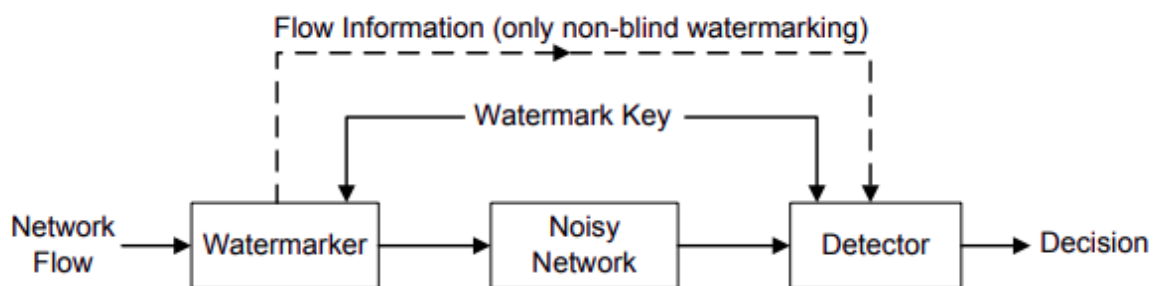 Flow Information (only non-blind watermarking)
Watermark Key
Network
Flow
Watermarker
Noisy
Network
Detector
Decision